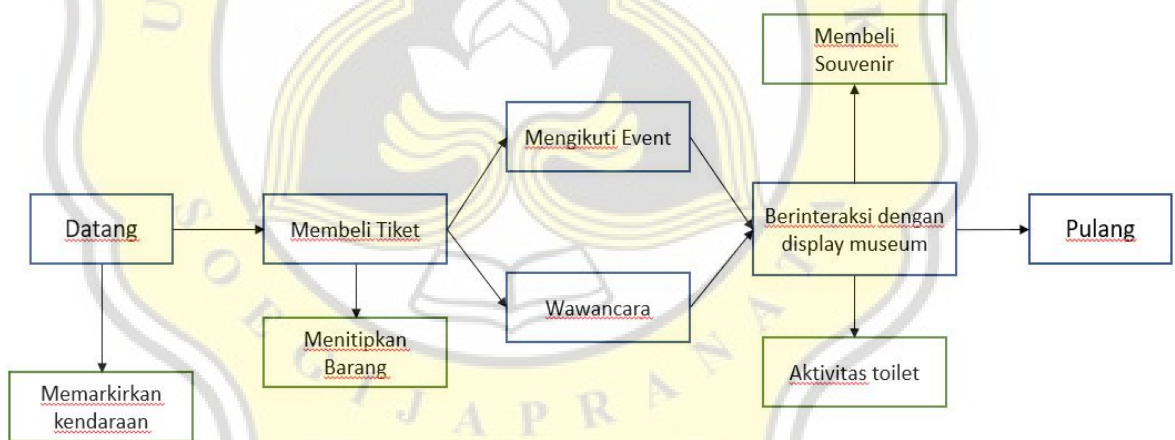 Membeli
Souvenir
Mengikuti Event
Datang
Membeli Tiket
Berinteraksi dengan
display museum
Pulang
Wawancara
Menitipkan
Barang
Aktivitas toilet
Memarkirkan
kendaraan
U
K
SOEGIJAPRANATA